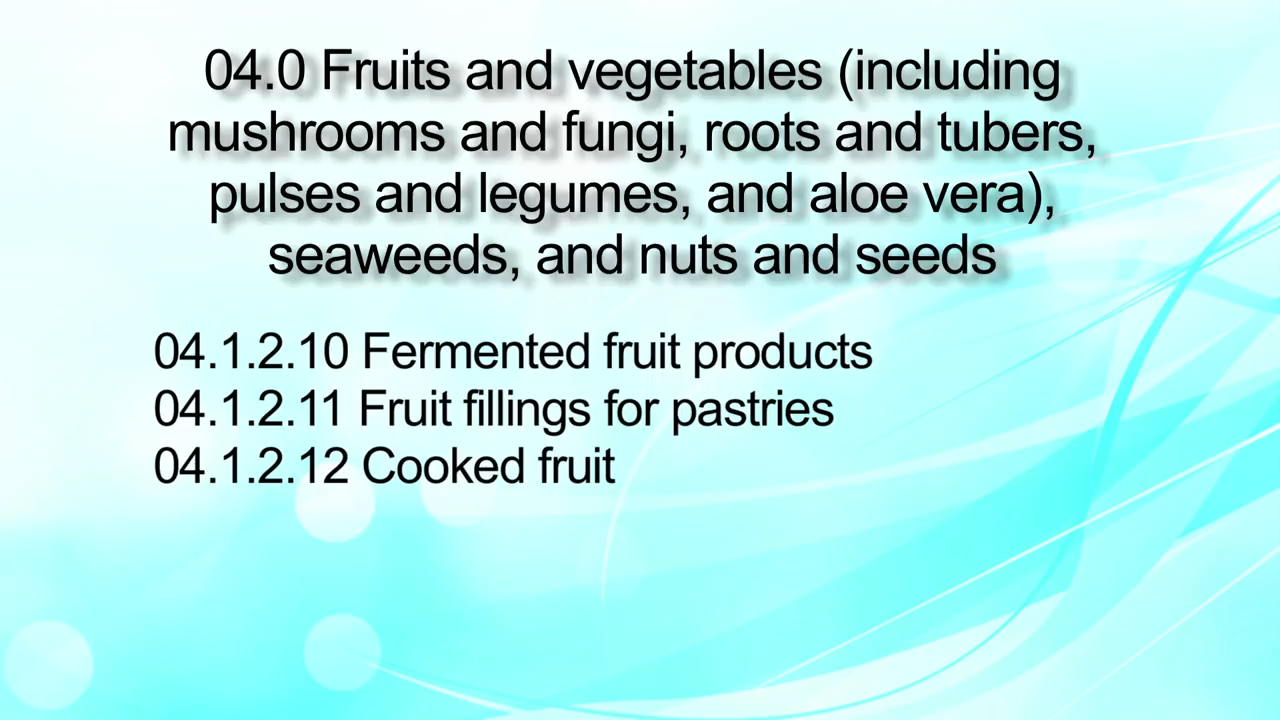 04.0 Fruits and vegetables (including
mushrooms and fungi, roots and tubers,
pulses and legumes, and aloe vera),
seaweeds, and nuts and seeds
04.1.2.10 Fermented fruit products
04.1.2.11 Fruit fillings for pastries
04.1.2.12 Cooked fruit